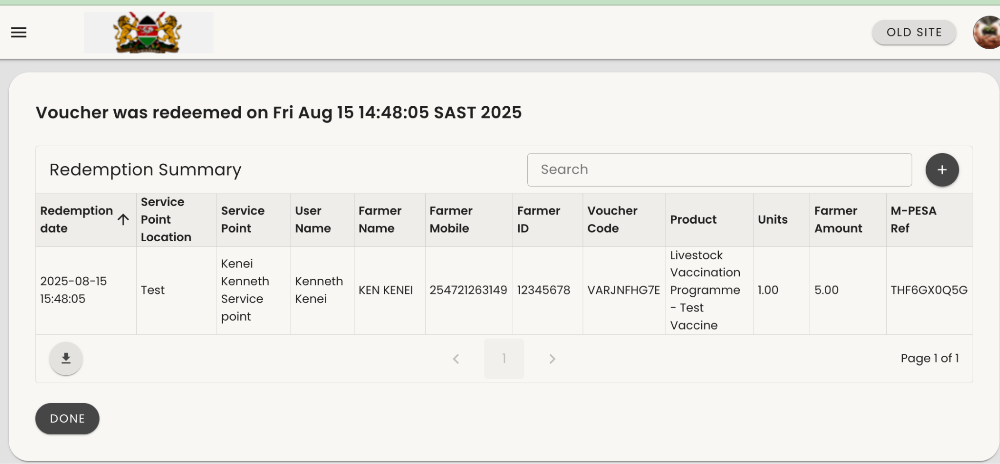 OLD SITE
Voucher was redeemed on Fri Aug 15 14:48:05 SAST 2025
Redemption Summary
Search
Redemption date
Service Point Location
Service Point
User Name
Farmer Name
Farmer Mobile
Farmer ID
Voucher Code
Product
Units
Farmer Amount
M-PESA Ref
2025-08-15 15:48:05
Test
Kenei Kenneth Service point
Kenneth Kenei
KEN KENEI
254721263149
12345678
VARJNFHG7E
Livestock Vaccination Programme - Test Vaccine
1.00
5.00
THF6GX0Q5G
1
Page 1 of 1
DONE